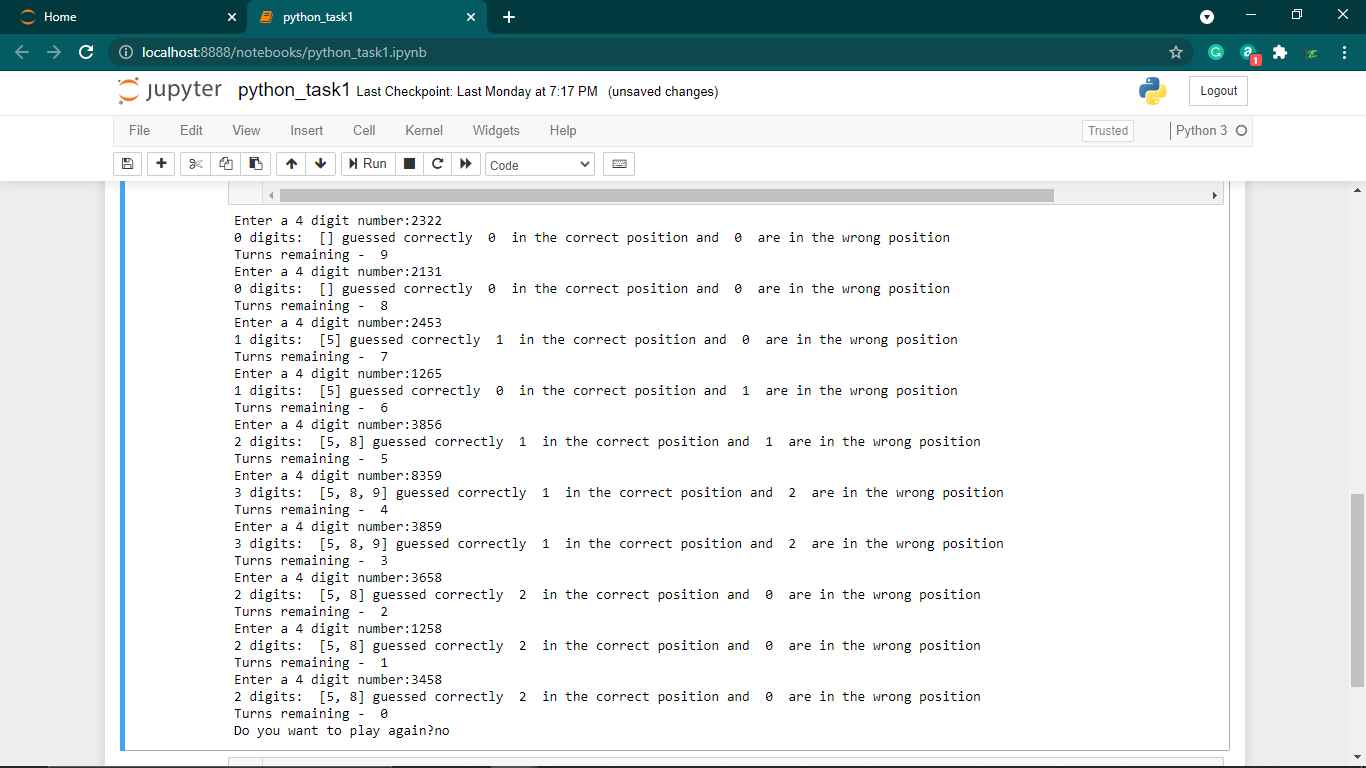 Home
python_task1
localhost:8888/notebooks/python_task1.ipynb
1
jupyter python_task1 Last Checkpoint: Last Monday at 7:17 PM (unsaved changes)
Logout
File Edit View Insert Cell Kernel Widgets Help
Trusted
Python 3
Run
Code
Enter a 4 digit number:2322
0 digits:  [] guessed correctly  0  in the correct position and  0  are in the wrong position
Turns remaining -  9
Enter a 4 digit number:2131
0 digits:  [] guessed correctly  0  in the correct position and  0  are in the wrong position
Turns remaining -  8
Enter a 4 digit number:2453
1 digits:  [5] guessed correctly  1  in the correct position and  0  are in the wrong position
Turns remaining -  7
Enter a 4 digit number:1265
1 digits:  [5] guessed correctly  0  in the correct position and  1  are in the wrong position
Turns remaining -  6
Enter a 4 digit number:3856
2 digits:  [5, 8] guessed correctly  1  in the correct position and  1  are in the wrong position
Turns remaining -  5
Enter a 4 digit number:8359
3 digits:  [5, 8, 9] guessed correctly  1  in the correct position and  2  are in the wrong position
Turns remaining -  4
Enter a 4 digit number:3859
3 digits:  [5, 8, 9] guessed correctly  1  in the correct position and  2  are in the wrong position
Turns remaining -  3
Enter a 4 digit number:3658
2 digits:  [5, 8] guessed correctly  2  in the correct position and  0  are in the wrong position
Turns remaining -  2
Enter a 4 digit number:1258
2 digits:  [5, 8] guessed correctly  2  in the correct position and  0  are in the wrong position
Turns remaining -  1
Enter a 4 digit number:3458
2 digits:  [5, 8] guessed correctly  2  in the correct position and  0  are in the wrong position
Turns remaining -  0
Do you want to play again?no